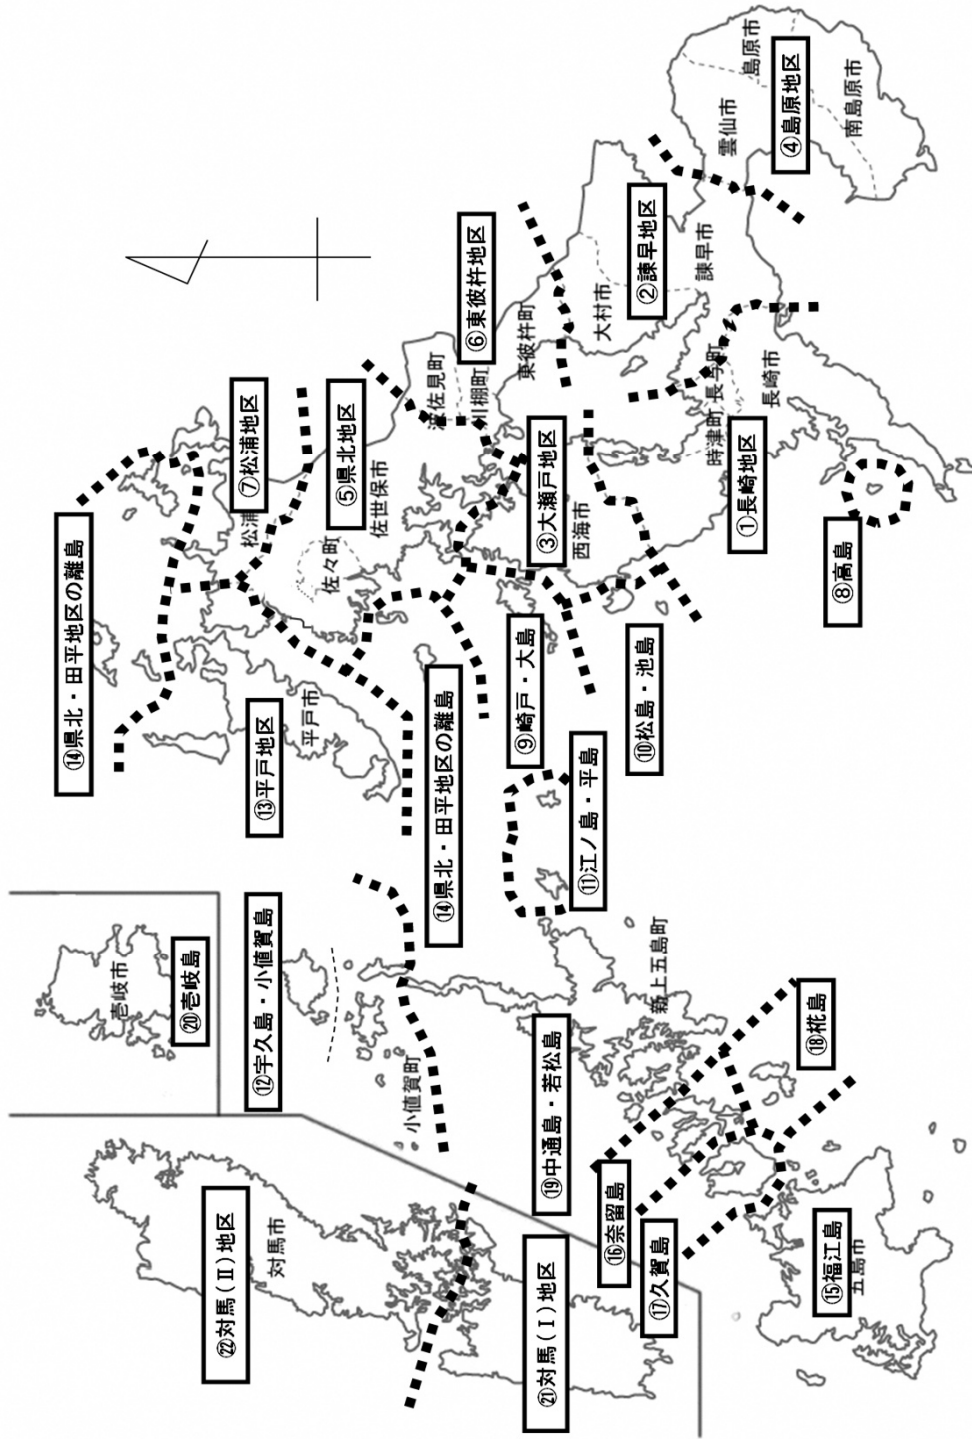 ⑭県北・田平地区の離島
⑦松浦地区
松浦
⑤県北地区
佐世保市
佐々町
⑬平戸地区
平戸市
⑭県北・田平地区の離島
⑥東彼杵地区
波佐見町
川棚町
東彼杵町
③大瀬戸地区
西海市
⑨崎戸・大島
⑩松島・池島
⑪江ノ島・平島
②諫早地区
諫早市
大村市
④島原地区
島原市
雲仙市
南島原市
①長崎地区
長崎市
時津町
長与町
⑧高島
⑳壱岐島
壱岐市
⑫宇久島・小値賀島
小値賀町
⑲中通島・若松島
新上五島町
⑱椛島
⑯奈留島
⑰久賀島
⑮福江島
五島市
㉒対馬(Ⅱ)地区
対馬市
㉑対馬(Ⅰ)地区